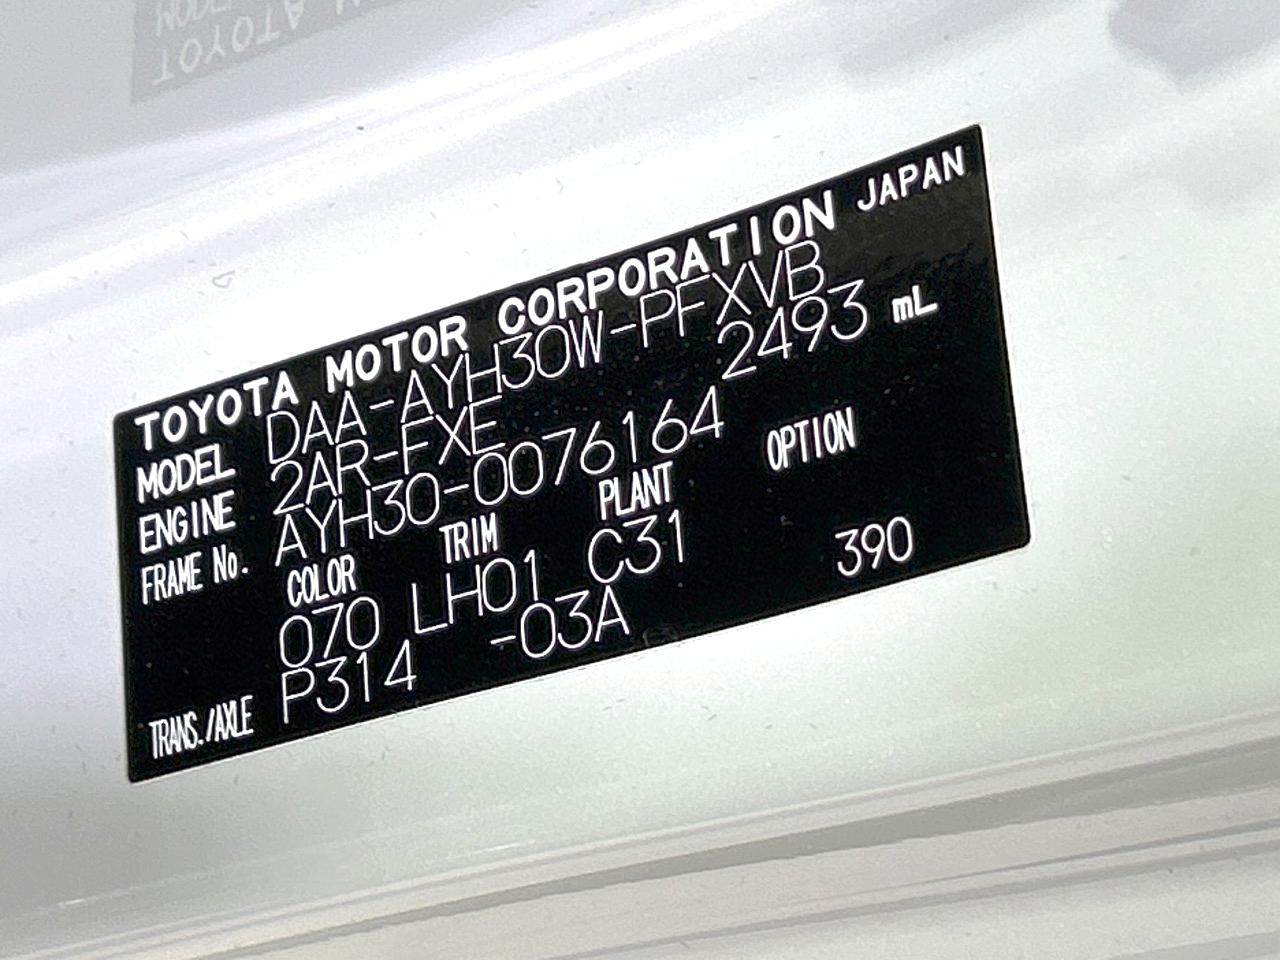 TOYOTA MOTOR CORPORATION JAPAN
MODEL DAA-AYH30W-PFXVB
ENGINE 2AR-FXE 2493 mL
FRAME No. AYH30-0076164
COLOR TRIM PLANT OPTION
070 LH01 C31 390
TRANS./AXLE P314 -03A